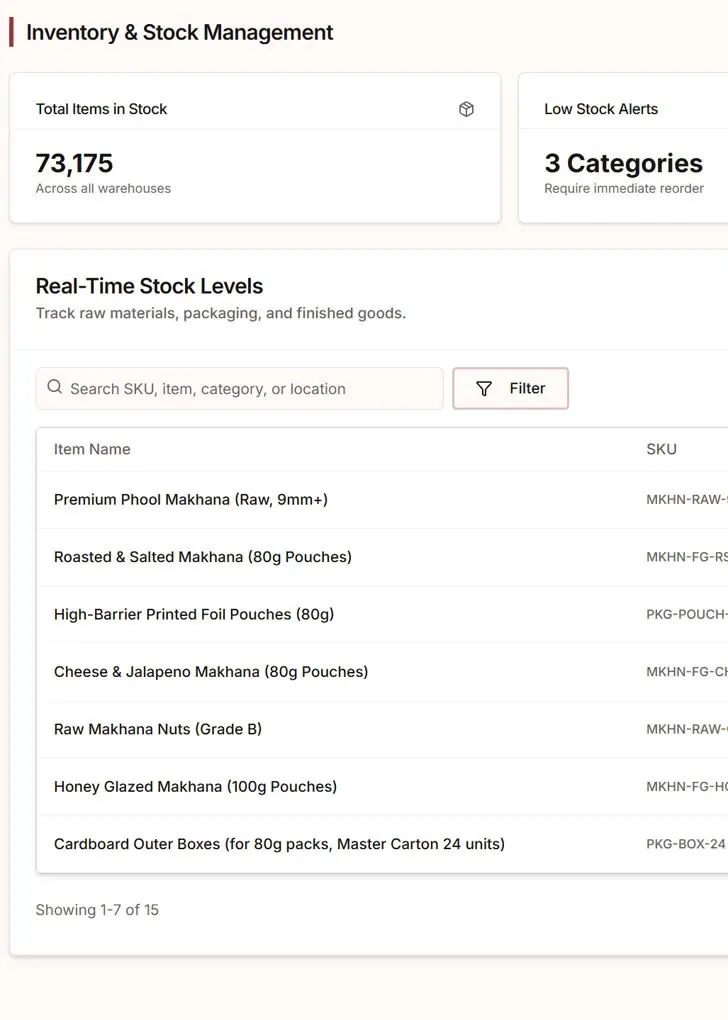 Inventory & Stock Management
Total Items in Stock
73,175
Across all warehouses
Low Stock Alerts
3 Categories
Require immediate reorder
Real-Time Stock Levels
Track raw materials, packaging, and finished goods.
Search SKU, item, category, or location
Filter
Item Name SKU
Premium Phool Makhana (Raw, 9mm+) MKHN-RAW-
Roasted & Salted Makhana (80g Pouches) MKHN-FG-RS
High-Barrier Printed Foil Pouches (80g) PKG-POUCH-
Cheese & Jalapeno Makhana (80g Pouches) MKHN-FG-CH
Raw Makhana Nuts (Grade B) MKHN-RAW-
Honey Glazed Makhana (100g Pouches) MKHN-FG-HO
Cardboard Outer Boxes (for 80g packs, Master Carton 24 units) PKG-BOX-24
Showing 1-7 of 15